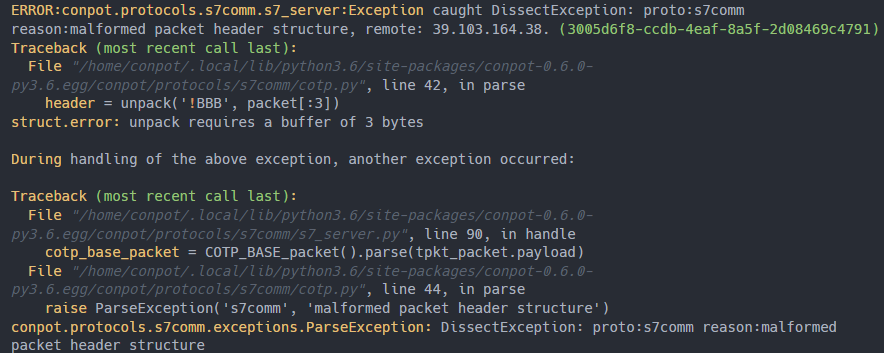 ERROR:conpot.protocols.s7comm.s7_server:Exception caught DissectException: proto:s7comm
reason:malformed packet header structure, remote: 39.103.164.38. (3005d6f8-ccdb-4eaf-8a5f-2d08469c4791)
Traceback (most recent call last):
  File "/home/conpot/.local/lib/python3.6/site-packages/conpot-0.6.0-
py3.6.egg/conpot/protocols/s7comm/cotp.py", line 42, in parse
    header = unpack('!BBB', packet[:3])
struct.error: unpack requires a buffer of 3 bytes

During handling of the above exception, another exception occurred:

Traceback (most recent call last):
  File "/home/conpot/.local/lib/python3.6/site-packages/conpot-0.6.0-
py3.6.egg/conpot/protocols/s7comm/s7_server.py", line 90, in handle
    cotp_base_packet = COTP_BASE_packet().parse(tpkt_packet.payload)
  File "/home/conpot/.local/lib/python3.6/site-packages/conpot-0.6.0-
py3.6.egg/conpot/protocols/s7comm/cotp.py", line 44, in parse
    raise ParseException('s7comm', 'malformed packet header structure')
conpot.protocols.s7comm.exceptions.ParseException: DissectException: proto:s7comm reason:malformed
packet header structure